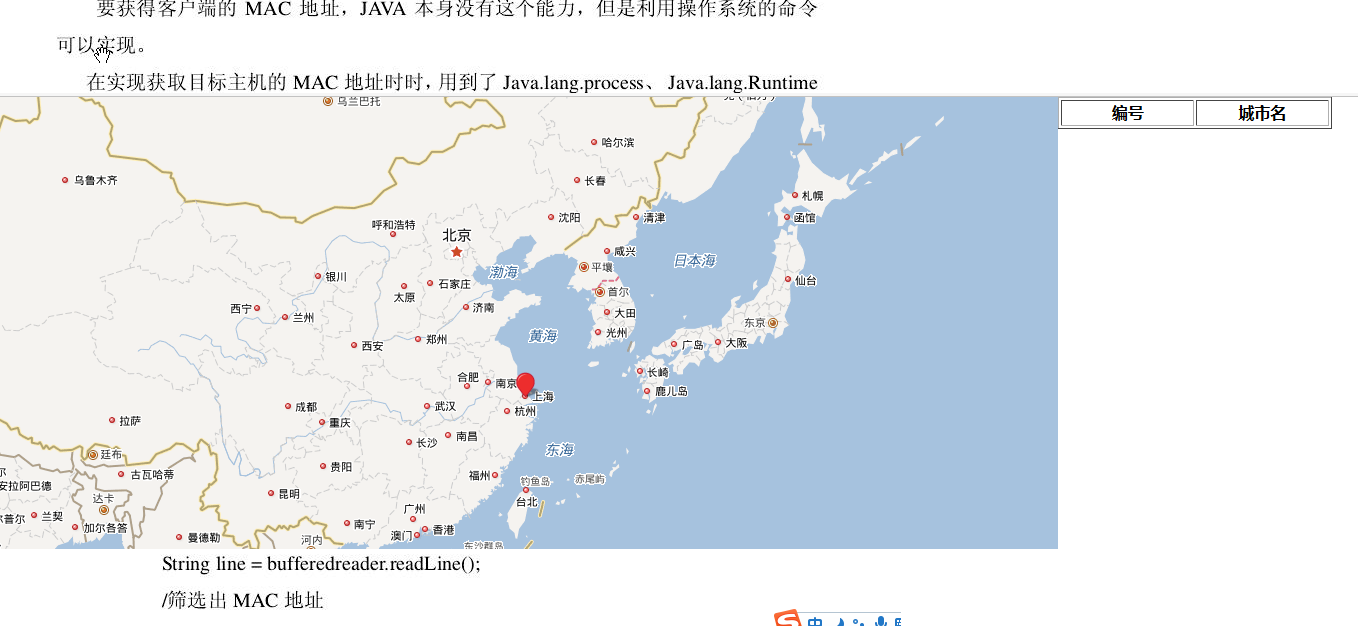 要获得客户端的 MAC 地址，JAVA 本身没有这个能力，但是利用操作系统的命令
可以实现。
在实现获取目标主机的 MAC 地址时时，用到了 Java.lang.process、 Java.lang.Runtime
编号 城市名
乌兰巴托
哈尔滨
乌鲁木齐
长春
札幌
沈阳
清津
函馆
呼和浩特
北京
咸兴
日本海
平壤
渤海
银川
石家庄
仙台
太原
首尔
西宁
济南
大田
兰州
东京
光州
黄海
郑州
西安
广岛
大阪
长崎
合肥
南京
鹿儿岛
上海
成都
武汉
杭州
拉萨
重庆
南昌
长沙
东海
廷布
贵阳
古瓦哈蒂
福州
钓鱼岛
赤尾屿
安拉阿巴德
昆明
达卡
台北
广州
兰契
加尔各答
南宁
香港
澳门
曼德勒
河内
东沙群岛
String line = bufferedreader.readLine();
/筛选出 MAC 地址
中